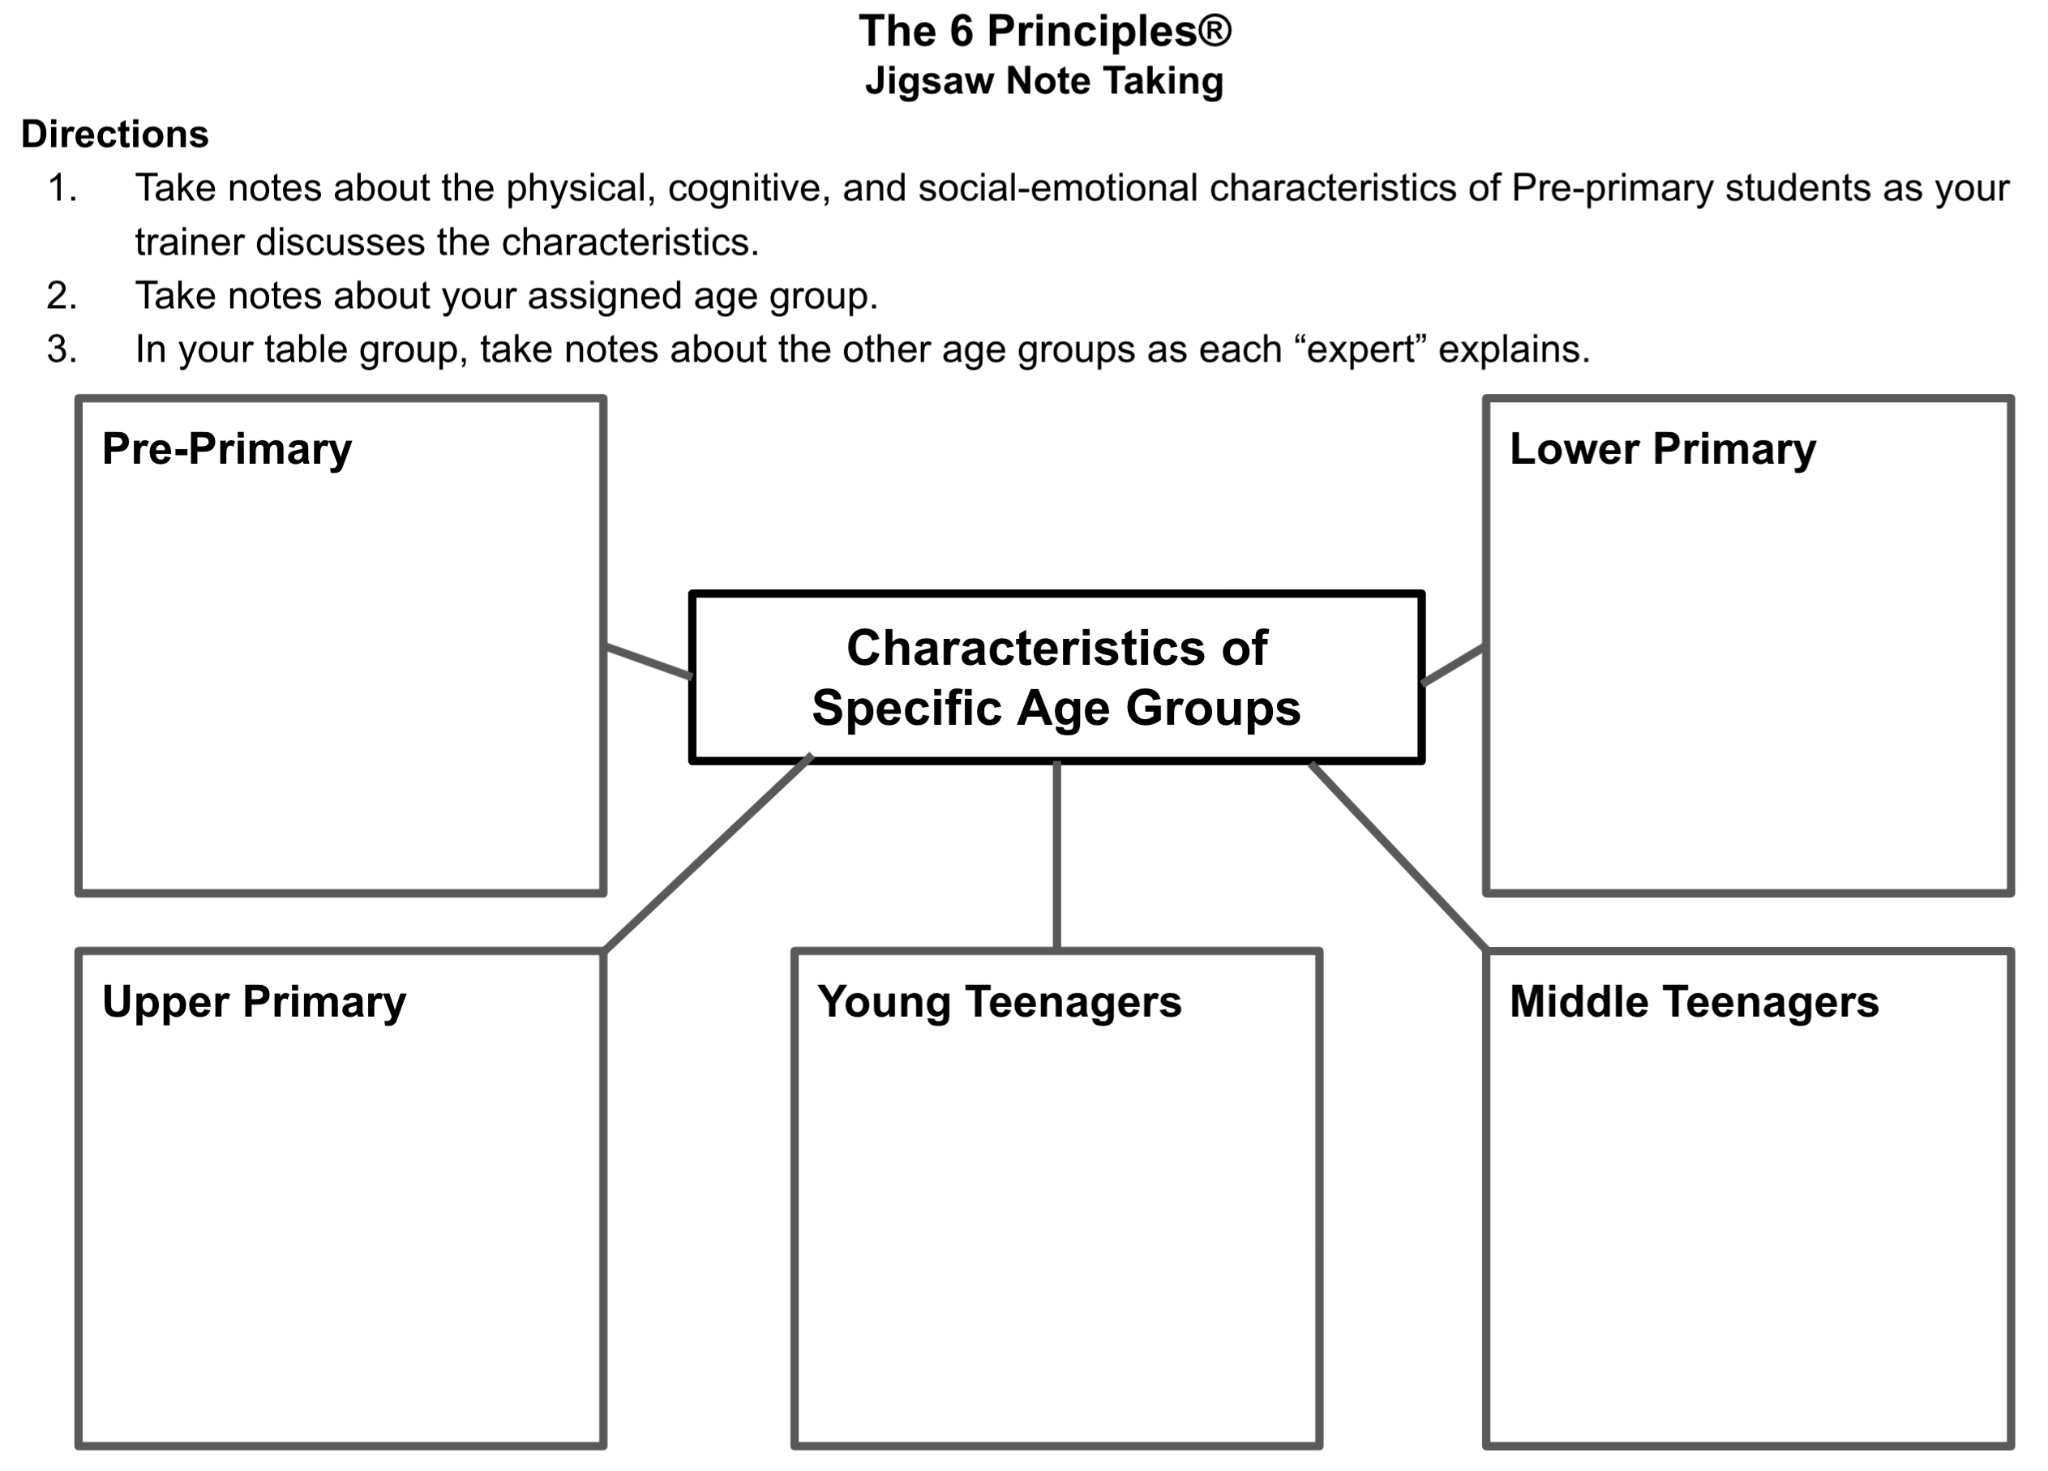 The 6 Principles®
Jigsaw Note Taking
Directions
1. Take notes about the physical, cognitive, and social-emotional characteristics of Pre-primary students as your
trainer discusses the characteristics.
2. Take notes about your assigned age group.
3. In your table group, take notes about the other age groups as each “expert” explains.
Pre-Primary
Lower Primary
Characteristics of
Specific Age Groups
Upper Primary
Young Teenagers
Middle Teenagers